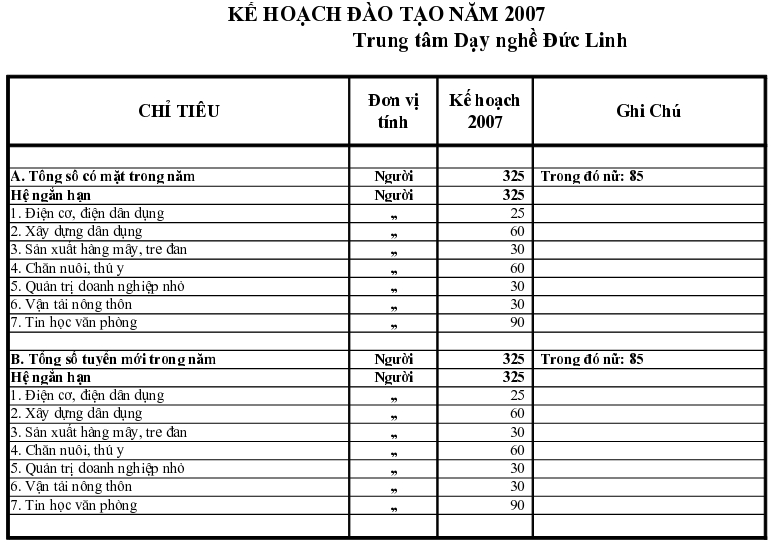 KẾ HOẠCH ĐÀO TẠO NĂM 2007
Trung tâm Dạy nghề Đức Linh
CHỈ TIÊU Đơn vị tính Kế hoạch 2007 Ghi Chú
A. Tổng số có mặt trong năm Người 325 Trong đó nữ: 85
Hệ ngắn hạn Người 325
1. Điện cơ, điện dân dụng „ 25
2. Xây dựng dân dụng „ 60
3. Sản xuất hàng mây, tre đan „ 30
4. Chăn nuôi, thú y „ 60
5. Quản trị doanh nghiệp nhỏ „ 30
6. Vận tải nông thôn „ 30
7. Tin học văn phòng „ 90
B. Tổng số tuyển mới trong năm Người 325 Trong đó nữ: 85
Hệ ngắn hạn Người 325
1. Điện cơ, điện dân dụng „ 25
2. Xây dựng dân dụng „ 60
3. Sản xuất hàng mây, tre đan „ 30
4. Chăn nuôi, thú y „ 60
5. Quản trị doanh nghiệp nhỏ „ 30
6. Vận tải nông thôn „ 30
7. Tin học văn phòng „ 90